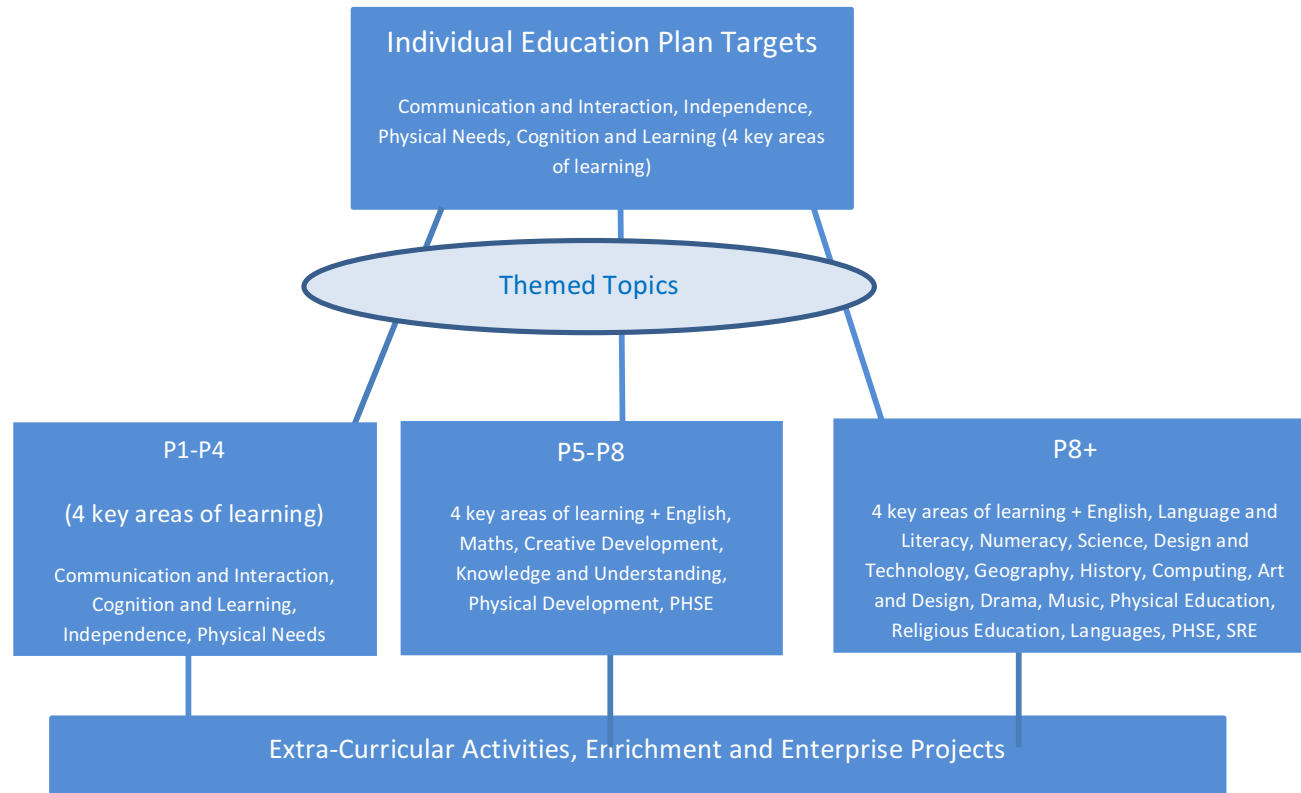 Individual Education Plan Targets
Communication and Interaction, Independence,
Physical Needs, Cognition and Learning (4 key areas
of learning)
Themed Topics
P1-P4
(4 key areas of learning)
Communication and Interaction,
Cognition and Learning,
Independence, Physical Needs
P5-P8
4 key areas of learning + English,
Maths, Creative Development,
Knowledge and Understanding,
Physical Development, PHSE
P8+
4 key areas of learning + English, Language and
Literacy, Numeracy, Science, Design and
Technology, Geography, History, Computing, Art
and Design, Drama, Music, Physical Education,
Religious Education, Languages, PHSE, SRE
Extra-Curricular Activities, Enrichment and Enterprise Projects